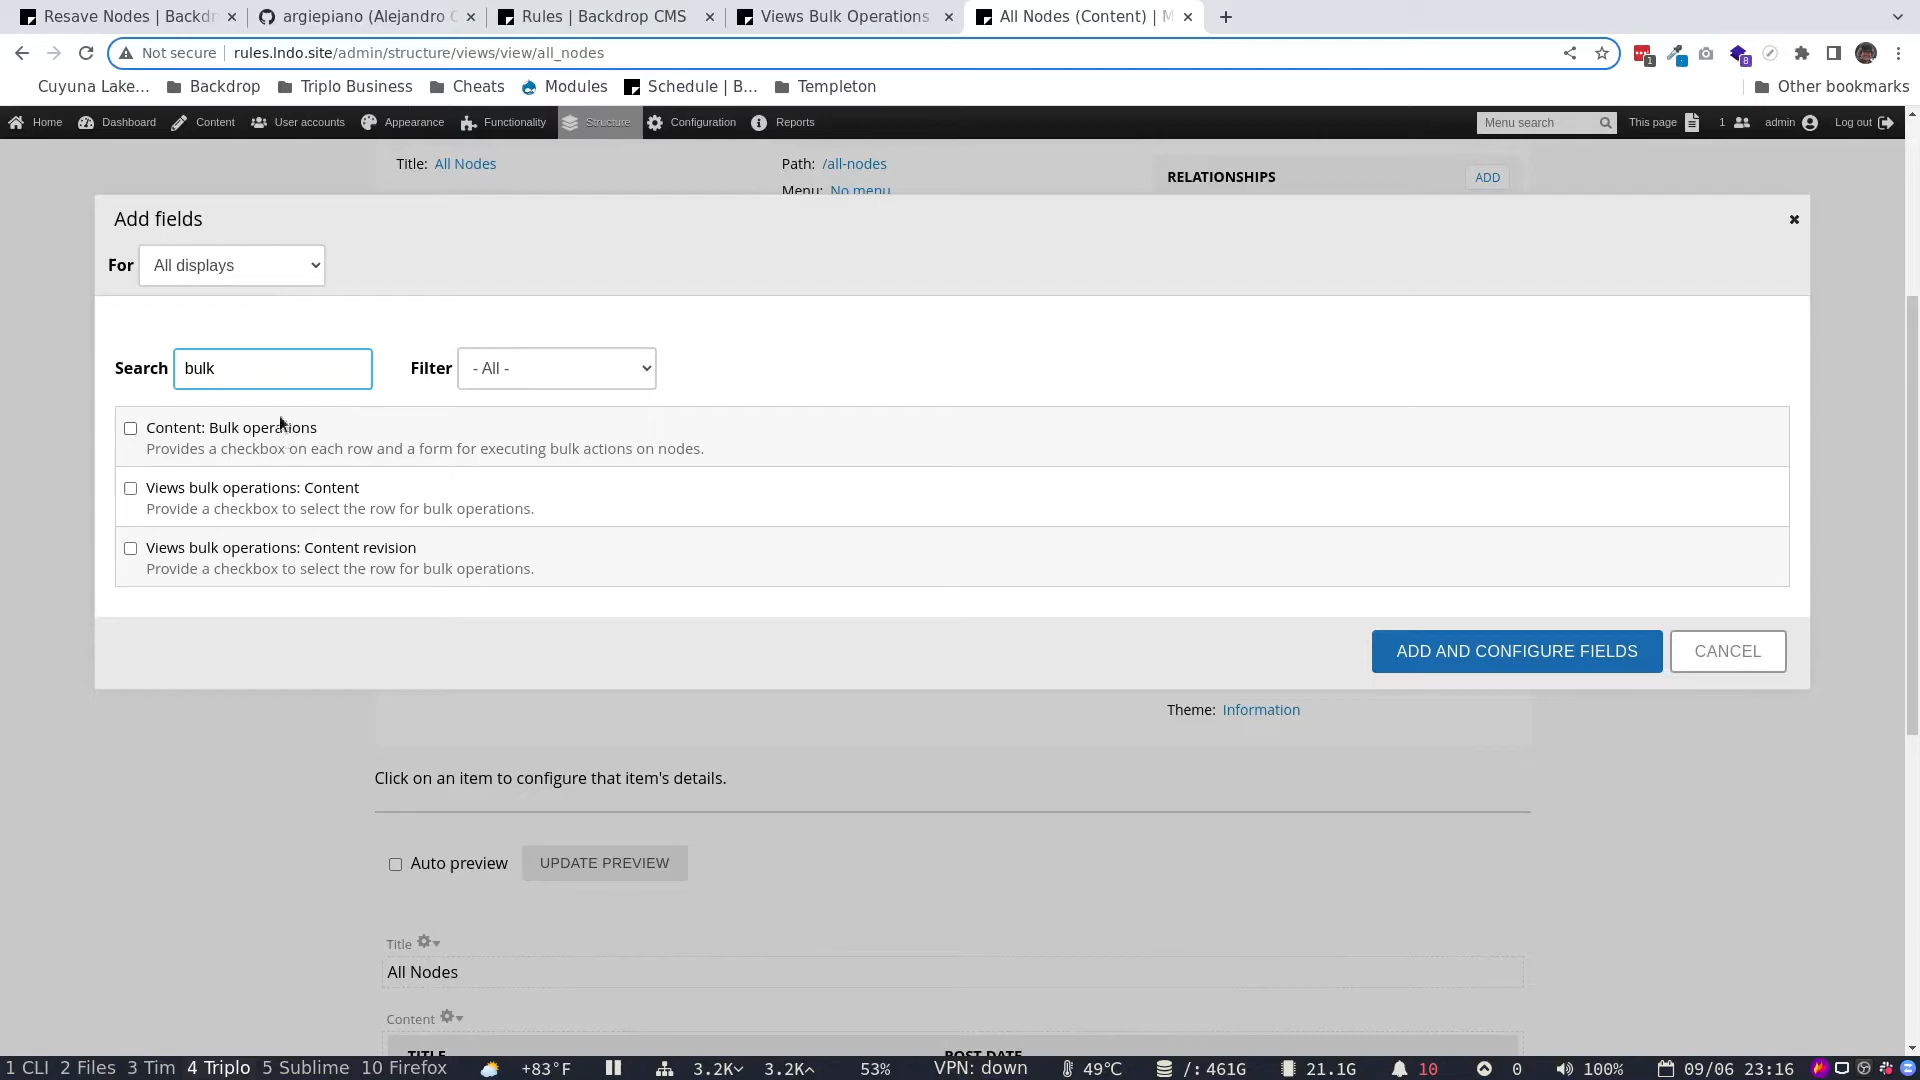 Resave Nodes | Backdr
argiepiano (Alejandro C
Rules | Backdrop CMS
Views Bulk Operations
All Nodes (Content) | M
Not secure
rules.lndo.site/admin/structure/views/view/all_nodes
1
8
Cuyuna Lake...
Backdrop
Triplo Business
Cheats
Modules
Schedule | B...
Templeton
Other bookmarks
Home
Dashboard
Content
User accounts
Appearance
Functionality
Structure
Configuration
Reports
Menu search
This page
1
admin
Log out
Title: All Nodes
Path: /all-nodes
Menu: No menu
RELATIONSHIPS
ADD
Add fields
For All displays
Search bulk
Filter - All -
Content: Bulk operations
Provides a checkbox on each row and a form for executing bulk actions on nodes.
Views bulk operations: Content
Provide a checkbox to select the row for bulk operations.
Views bulk operations: Content revision
Provide a checkbox to select the row for bulk operations.
ADD AND CONFIGURE FIELDS
CANCEL
Theme: Information
Click on an item to configure that item's details.
Auto preview
UPDATE PREVIEW
Title
All Nodes
Content
TITLE
POST DATE
1 CLI 2 Files 3 Tim 4 Triplo 5 Sublime 10 Firefox
+83°F
3.2K
3.2K
53%
VPN: down
49°C
/: 461G
21.1G
10
0
100%
09/06 23:16